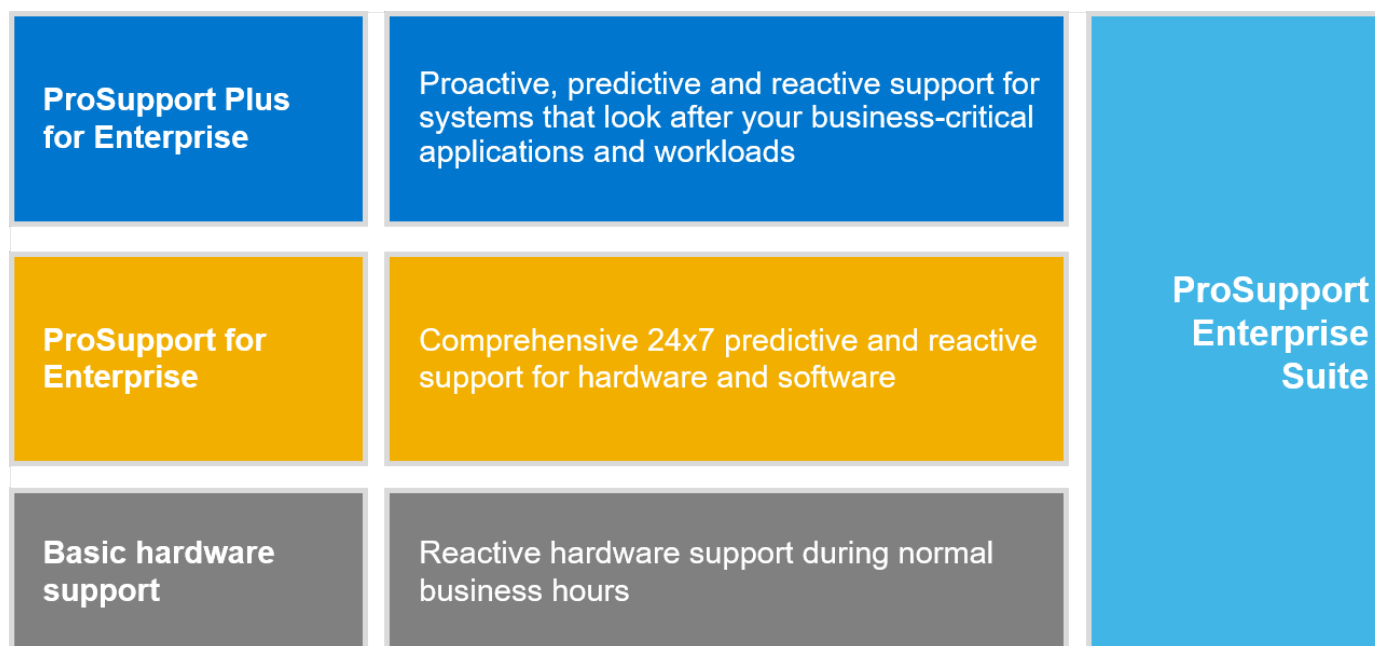 ProSupport Plus
for Enterprise
Proactive, predictive and reactive support for
systems that look after your business-critical
applications and workloads
ProSupport for
Enterprise
Comprehensive 24x7 predictive and reactive
support for hardware and software
Basic hardware
support
Reactive hardware support during normal
business hours
ProSupport
Enterprise
Suite